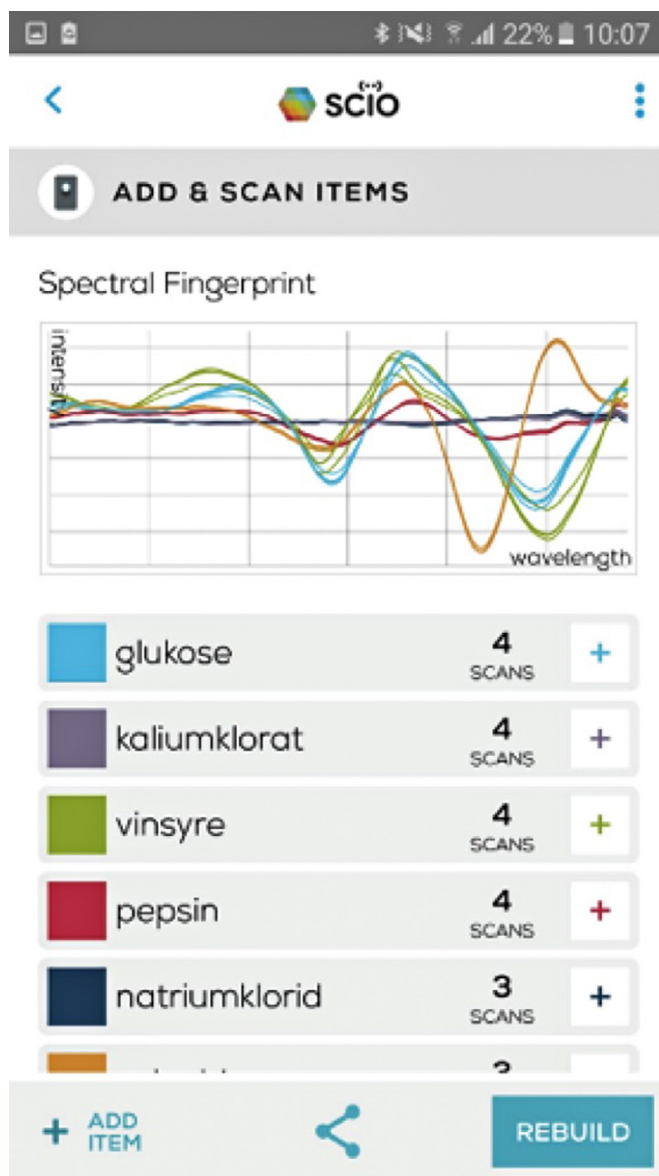 22% 10:07
SCiO
ADD & SCAN ITEMS
Spectral Fingerprint
intensit
wavelength
glukose 4 SCANS +
kaliumklorat 4 SCANS +
vinsyre 4 SCANS +
pepsin 4 SCANS +
natriumklorid 3 SCANS +
+ ADD ITEM
REBUILD